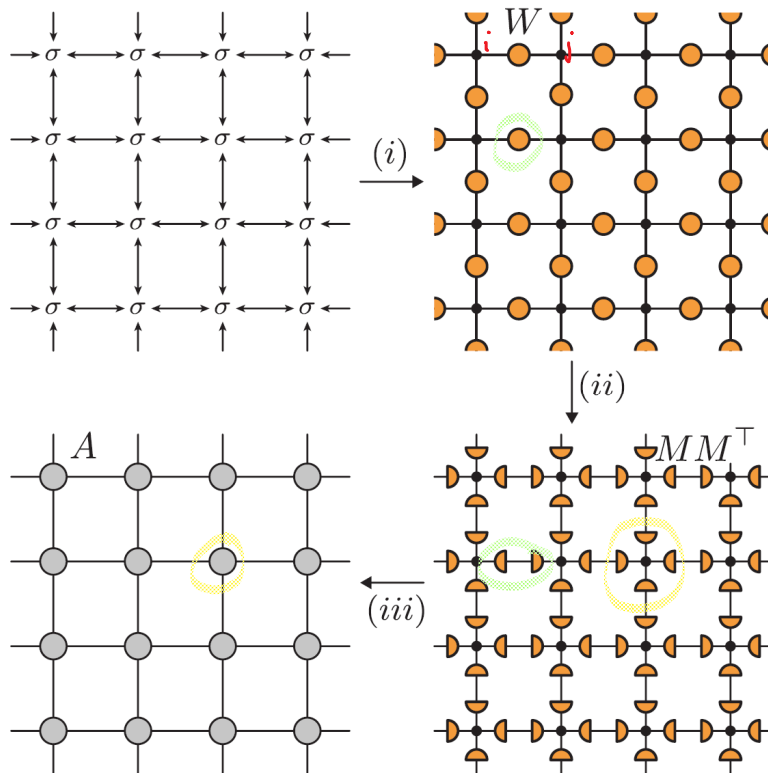 σ σ σ σ
σ σ σ σ
σ σ σ σ
σ σ σ σ
(i)
W
i j
(ii)
MM⊤
(iii)
A